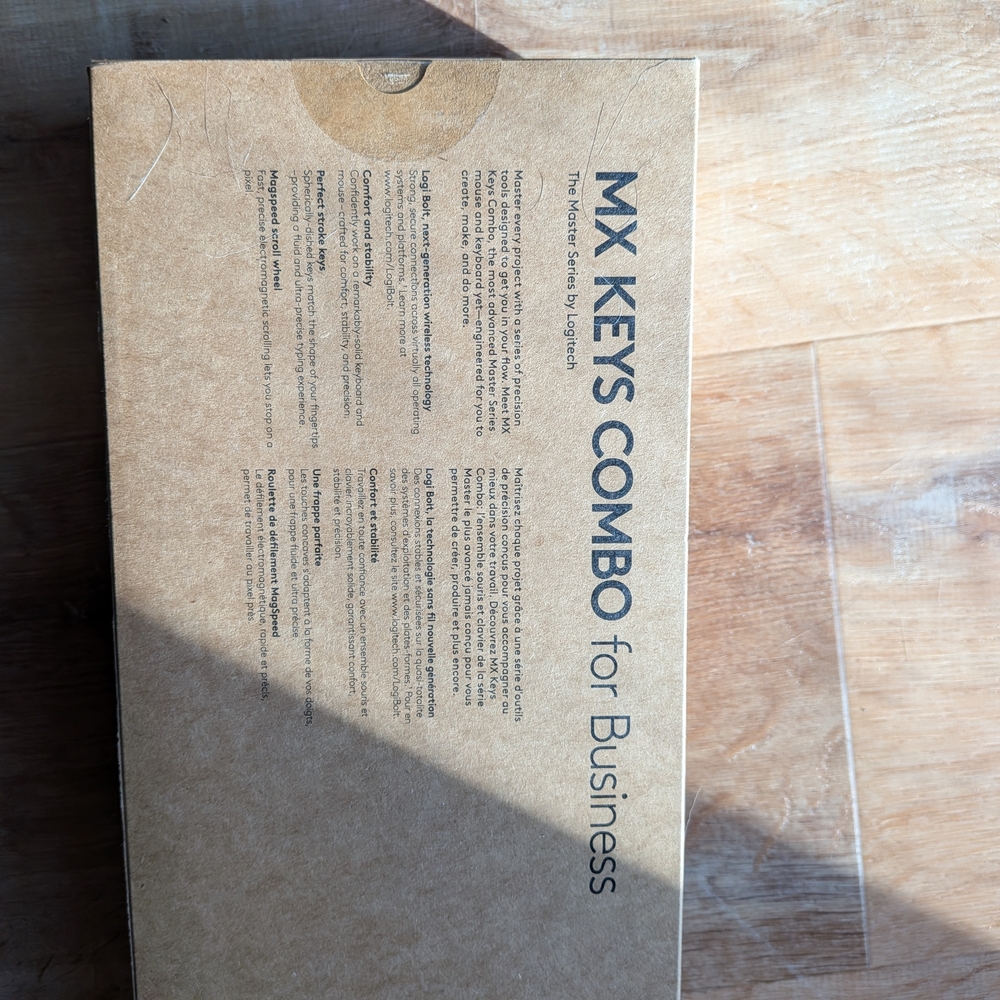 MX KEYS COMBO for Business
The Master Series by Logitech
Master every project with a series of precision
tools designed to get you in your flow. Meet MX
Keys Combo, the most advanced Master Series
mouse and keyboard yet—engineered for you to
create, make, and do more.
Logi Bolt, next-generation wireless technology
Strong, secure connections across virtually all operating
systems and platforms. Learn more at
www.logitech.com/LogiBolt.
Comfort and stability
Confidently work on a remarkably-solid keyboard and
mouse–crafted for comfort, stability, and precision.
Perfect stroke keys
Spherically-dished keys match the shape of your fingertips
–providing a fluid and ultra-precise typing experience.
Magspeed scroll wheel
Fast, precise electromagnetic scrolling lets you stop on a
pixel.
Maîtrisez chaque projet grâce à une série d'outils
de précision conçus pour vous accompagner au
mieux dans votre travail. Découvrez MX Keys
Combo: l'ensemble souris et clavier de la série
Master le plus avancé jamais conçu pour vous
permettre de créer, produire et plus encore.
Logi Bolt, la technologie sans fil nouvelle génération
Des connexions stables et sécurisées sur la quasi-totalité
des systèmes d'exploitation et des plates-formes. Pour en
savoir plus, consultez le site www.logitech.com/LogiBolt.
Confort et stabilité
Travaillez en toute confiance avec un ensemble souris et
clavier incroyablement solide, garantissant confort,
stabilité et précision.
Une frappe parfaite
Les touches concaves s'adaptent à la forme de vos doigts,
pour une frappe fluide et ultra précise
Roulette de défilement MagSpeed
Le défilement électromagnétique, rapide et précis,
permet de travailler au pixel près.